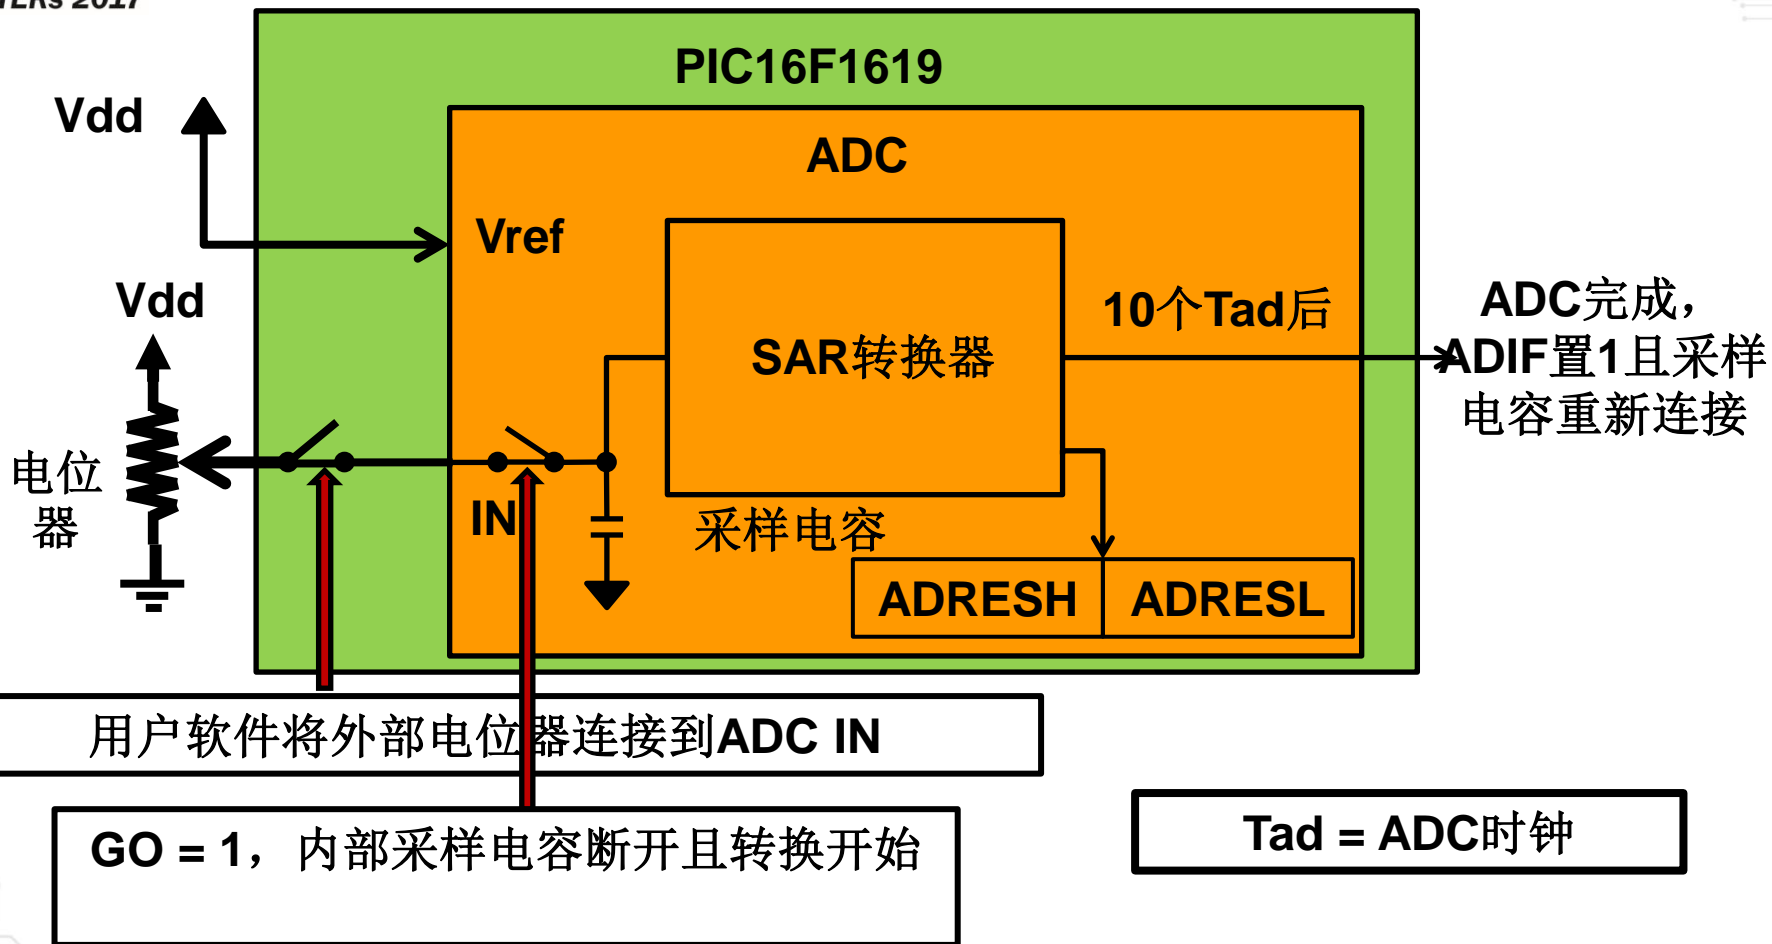 PIC16F1619
Vdd
ADC
Vref
Vdd
10个Tad后
SAR转换器
ADC完成，
ADIF置1且采样
电容重新连接
电位
器
IN
采样电容
ADRESH
ADRESL
用户软件将外部电位器连接到ADC IN
GO = 1，内部采样电容断开且转换开始
Tad = ADC时钟